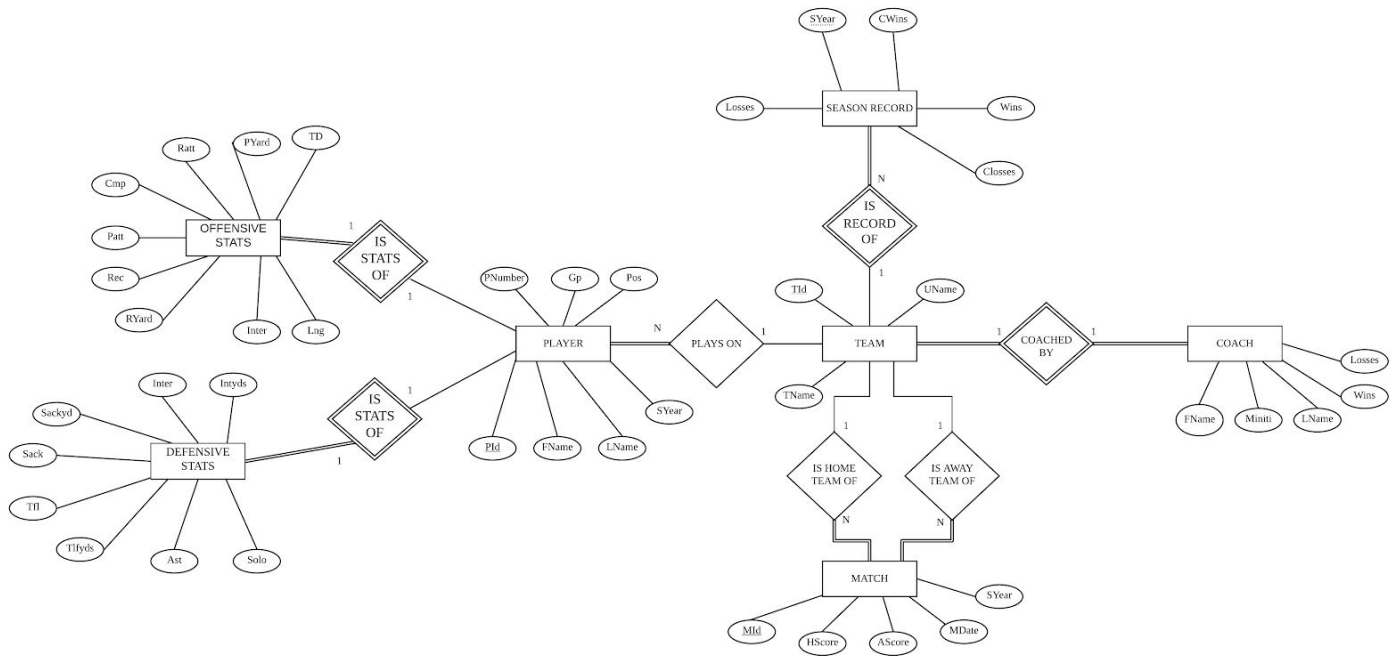 SYear
CWins
Losses
SEASON RECORD
Wins
Closses
N
IS
RECORD
OF
1
Ratt
PYard
TD
Cmp
Patt
OFFENSIVE
STATS
Rec
RYard
Inter
Lng
1
IS
STATS
OF
1
PNumber
Gp
Pos
PLAYER
N
PLAYS ON
1
TId
UName
TEAM
TName
1
COACHED
BY
1
COACH
Losses
Wins
FName
Miniti
LName
SYear
PId
FName
LName
Inter
Intyds
Sackyd
Sack
DEFENSIVE
STATS
Tfl
Tlfyds
Ast
Solo
1
IS
STATS
OF
1
1
IS HOME
TEAM OF
N
1
IS AWAY
TEAM OF
N
MATCH
SYear
MId
HScore
AScore
MDate